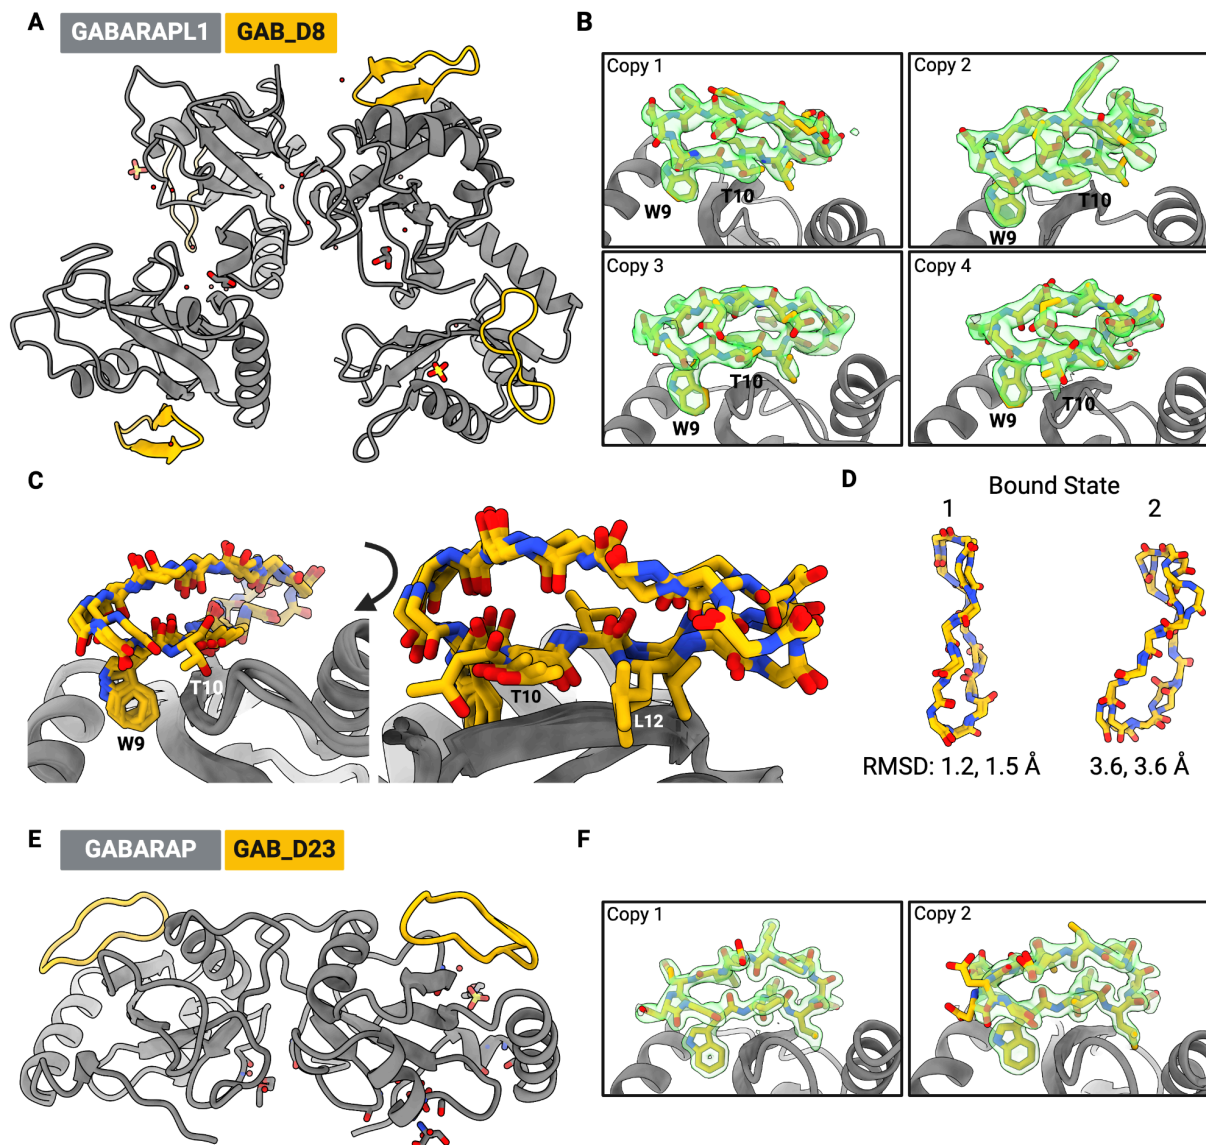 A GABARAPL1 GAB_D8
B
Copy 1
W9
T10
Copy 2
W9
T10
Copy 3
W9
T10
Copy 4
W9
T10
C
W9
T10
T10
L12
D
Bound State
1 2
RMSD: 1.2, 1.5 Å 3.6, 3.6 Å
E GABARAP GAB_D23
F
Copy 1
Copy 2